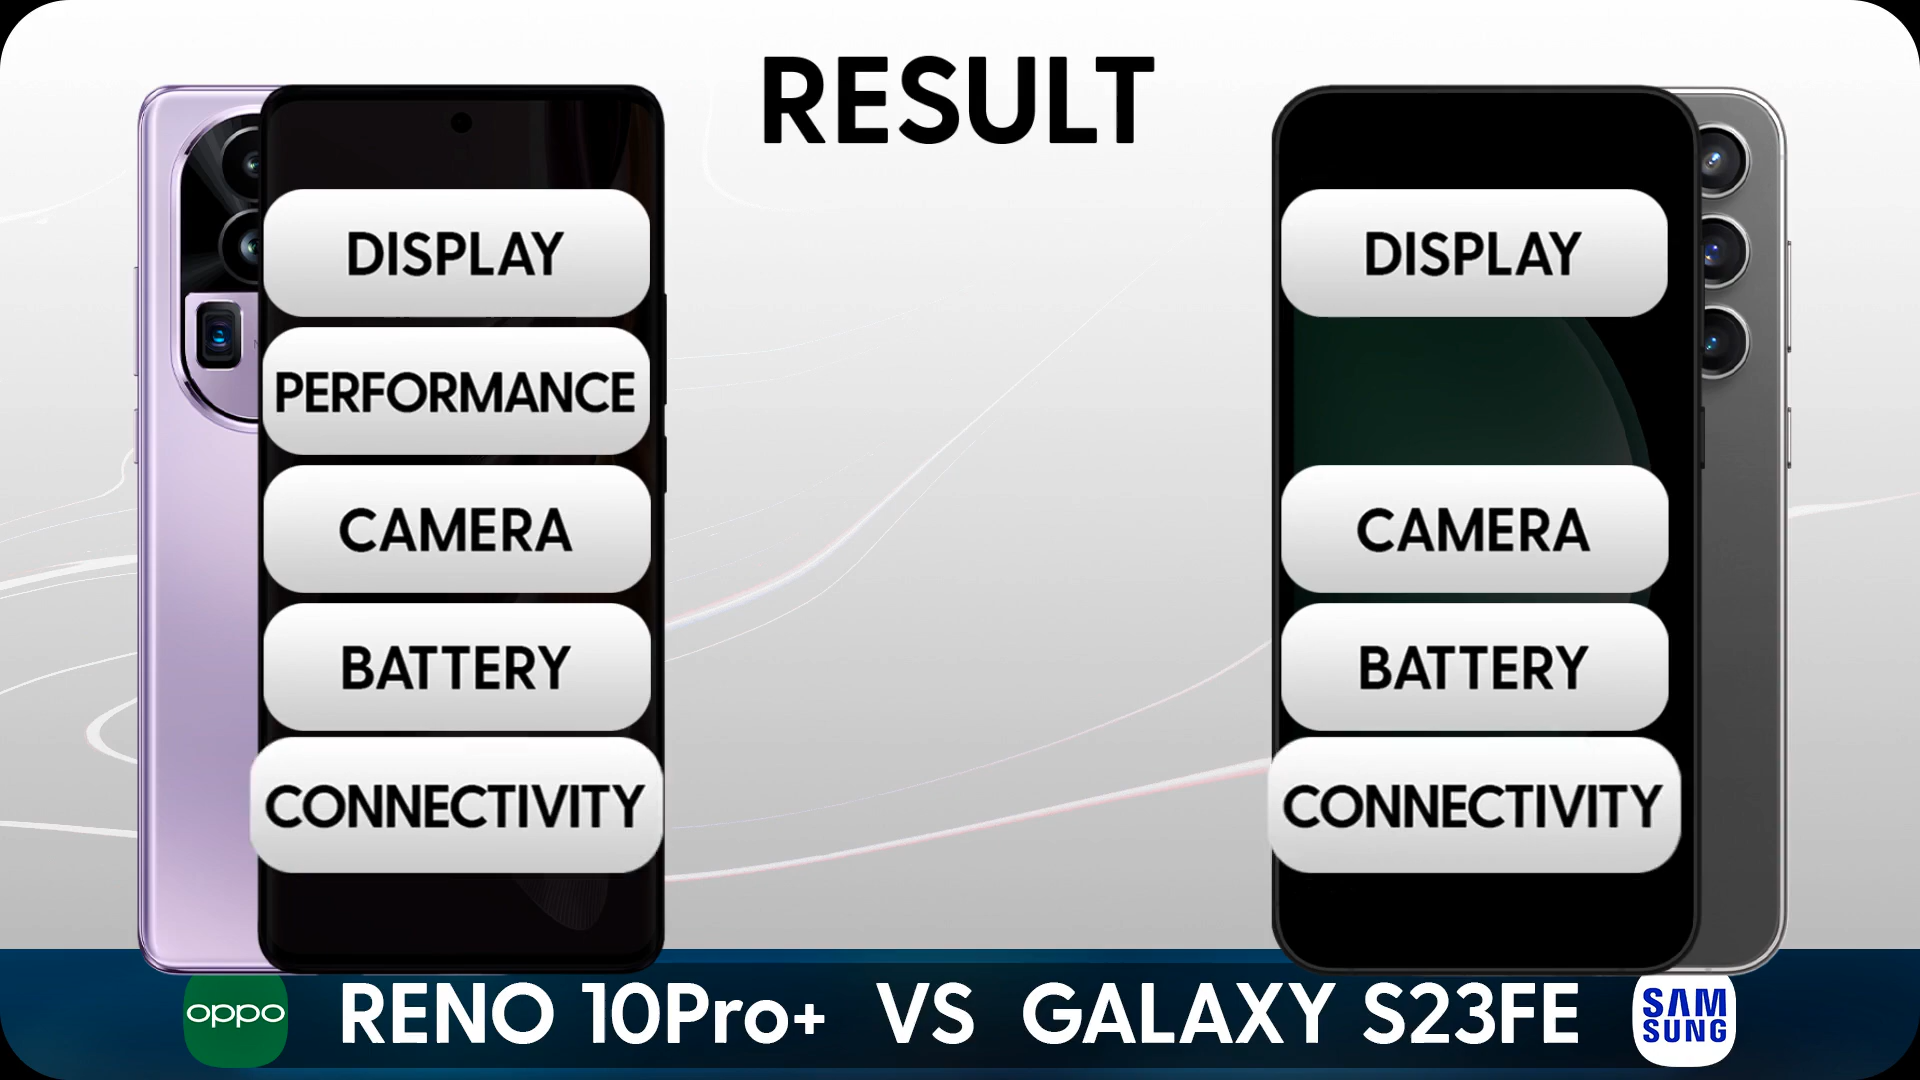 RESULT
DISPLAY
PERFORMANCE
CAMERA
BATTERY
CONNECTIVITY
DISPLAY
CAMERA
BATTERY
CONNECTIVITY
oppo RENO 10Pro+ VS GALAXY S23FE SAM
SUNG